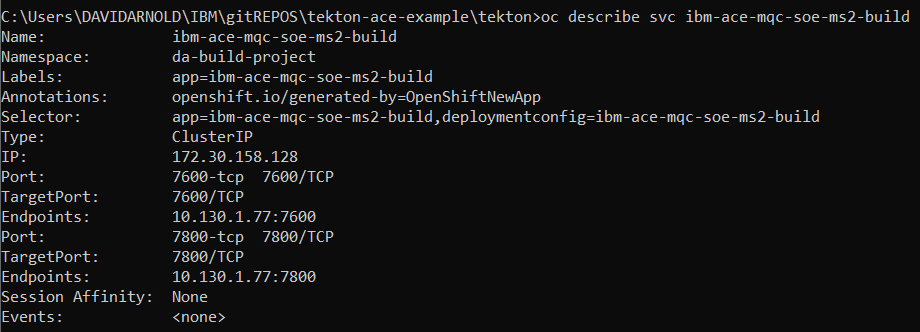 C:\Users\DAVIDARNOLD\IBM\gitREPOS\tekton-ace-example\tekton>oc describe svc ibm-ace-mqc-soe-ms2-build
Name:              ibm-ace-mqc-soe-ms2-build
Namespace:         da-build-project
Labels:            app=ibm-ace-mqc-soe-ms2-build
Annotations:       openshift.io/generated-by=OpenShiftNewApp
Selector:          app=ibm-ace-mqc-soe-ms2-build,deploymentconfig=ibm-ace-mqc-soe-ms2-build
Type:              ClusterIP
IP:                172.30.158.128
Port:              7600-tcp  7600/TCP
TargetPort:        7600/TCP
Endpoints:         10.130.1.77:7600
Port:              7800-tcp  7800/TCP
TargetPort:        7800/TCP
Endpoints:         10.130.1.77:7800
Session Affinity:  None
Events:            <none>